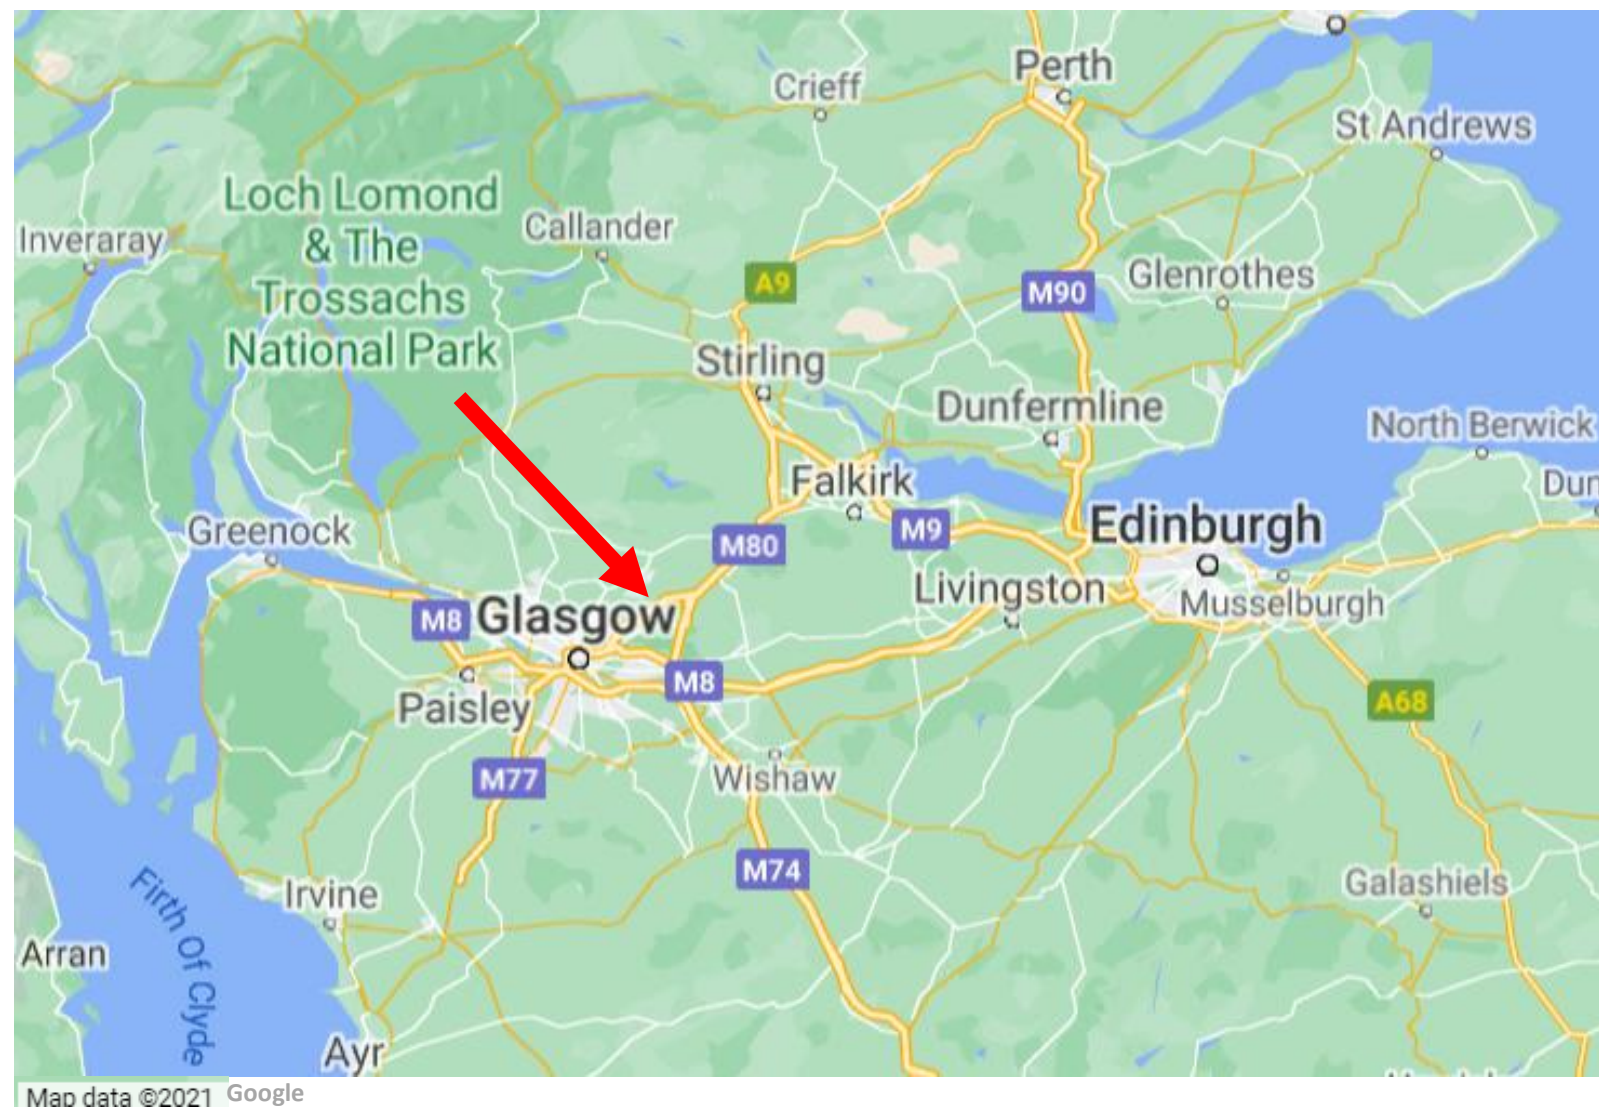 Perth
Crieff
St Andrews
Loch Lomond
& The
Trossachs
National Park
Inveraray
Callander
A9
M90
Glenrothes
Stirling
Dunfermline
North Berwick
Falkirk
Dun
Greenock
M80
M9
Edinburgh
Livingston
Musselburgh
M8
Glasgow
M8
Paisley
A68
M77
Wishaw
M74
Firth Of Clyde
Irvine
Galashiels
Arran
Ayr
Map data ©2021 Google